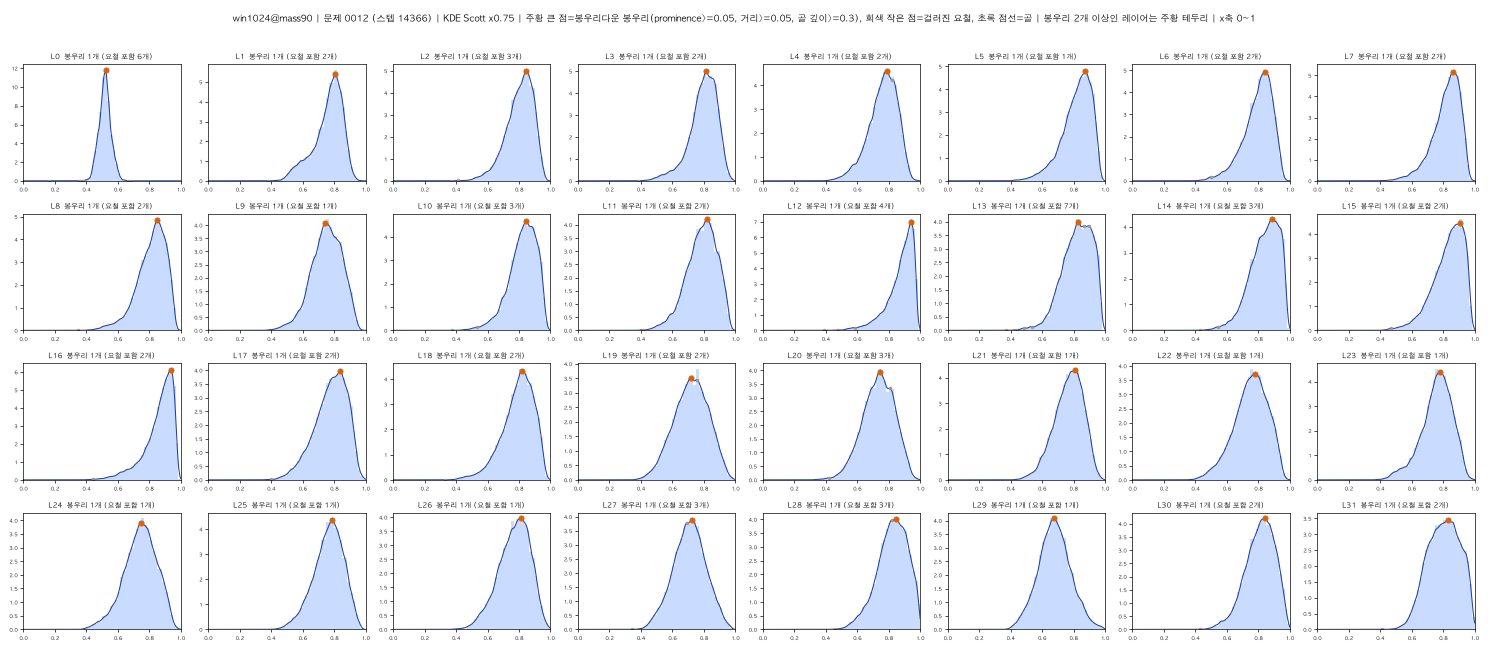 win1024@mass90 | 문제 0012 (스텝 14366) | KDE Scott x0.75 | 주황 큰 점=봉우리다운 봉우리(prominence>=0.05, 거리>=0.05, 골 깊이>=0.3), 회색 작은 점=걸러진 요철, 초록 점선=골 | 봉우리 2개 이상인 레이어는 주황 테두리 | x축 0~1
L0 봉우리 1개 (요철 포함 6개)
L1 봉우리 1개 (요철 포함 2개)
L2 봉우리 1개 (요철 포함 3개)
L3 봉우리 1개 (요철 포함 2개)
L4 봉우리 1개 (요철 포함 2개)
L5 봉우리 1개 (요철 포함 1개)
L6 봉우리 1개 (요철 포함 2개)
L7 봉우리 1개 (요철 포함 2개)
L8 봉우리 1개 (요철 포함 2개)
L9 봉우리 1개 (요철 포함 1개)
L10 봉우리 1개 (요철 포함 3개)
L11 봉우리 1개 (요철 포함 2개)
L12 봉우리 1개 (요철 포함 4개)
L13 봉우리 1개 (요철 포함 7개)
L14 봉우리 1개 (요철 포함 3개)
L15 봉우리 1개 (요철 포함 2개)
L16 봉우리 1개 (요철 포함 2개)
L17 봉우리 1개 (요철 포함 2개)
L18 봉우리 1개 (요철 포함 2개)
L19 봉우리 1개 (요철 포함 2개)
L20 봉우리 1개 (요철 포함 3개)
L21 봉우리 1개 (요철 포함 1개)
L22 봉우리 1개 (요철 포함 1개)
L23 봉우리 1개 (요철 포함 1개)
L24 봉우리 1개 (요철 포함 1개)
L25 봉우리 1개 (요철 포함 1개)
L26 봉우리 1개 (요철 포함 1개)
L27 봉우리 1개 (요철 포함 3개)
L28 봉우리 1개 (요철 포함 3개)
L29 봉우리 1개 (요철 포함 1개)
L30 봉우리 1개 (요철 포함 2개)
L31 봉우리 1개 (요철 포함 2개)